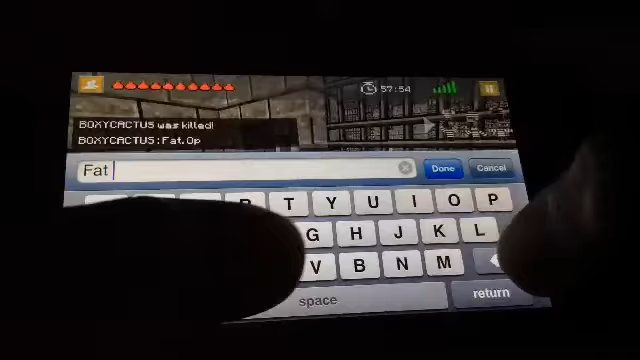 57:54
BOXYCACTUS was killed!
BOXYCACTUS: Fat.Op
Fat
Done
Cancel
T Y U I O P
G H J K L
V B N M
space
return